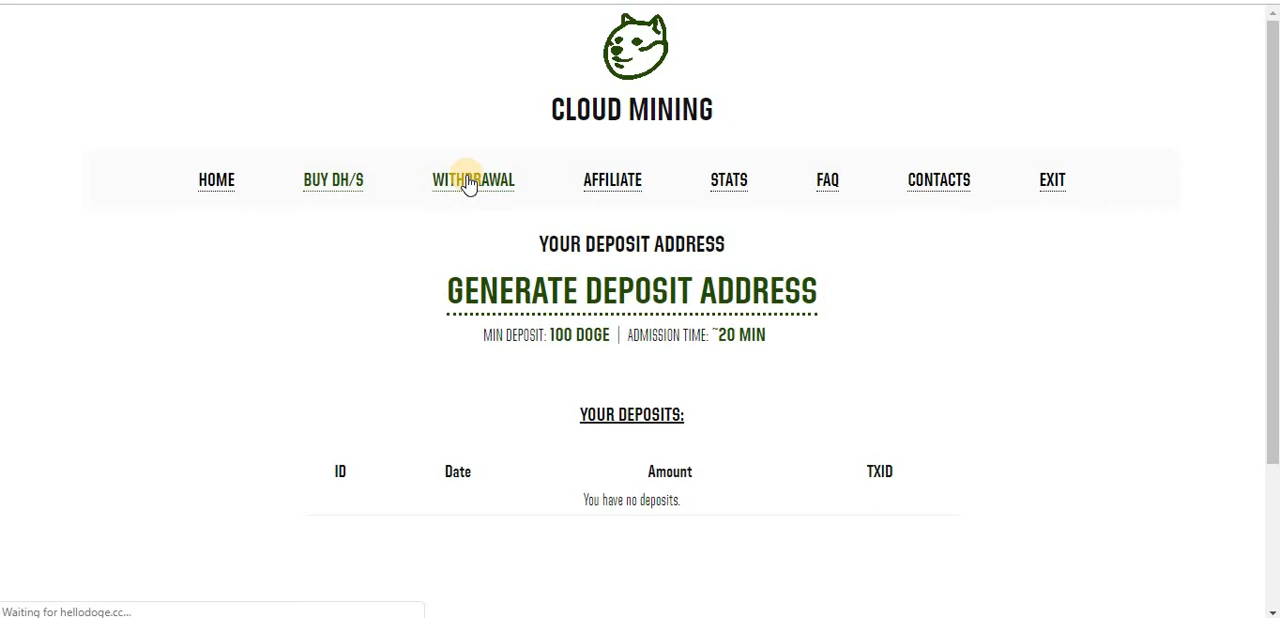 CLOUD MINING
HOME BUY DH/S WITHDRAWAL AFFILIATE STATS FAQ CONTACTS EXIT
YOUR DEPOSIT ADDRESS
GENERATE DEPOSIT ADDRESS
MIN DEPOSIT: 100 DOGE | ADMISSION TIME: ~20 MIN
YOUR DEPOSITS:
ID Date Amount TXID
You have no deposits.
Waiting for hellodoge.cc...